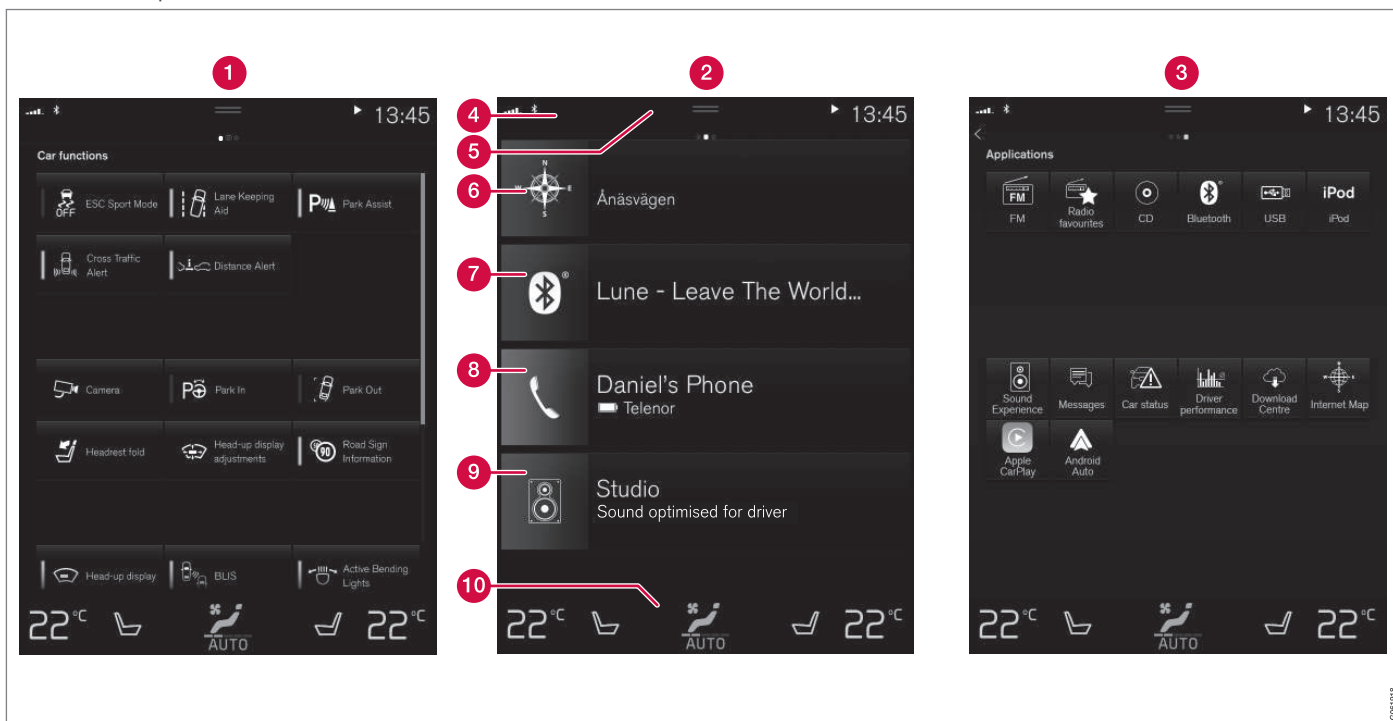 1
2
3
13:45
Car functions
OFF
ESC Sport Mode
Lane Keeping
Aid
P
Park Assist
Cross Traffic
Alert
Distance Alert
Camera
P
Park In
Park Out
Headrest fold
Head-up display
adjustments
90
Road Sign
Information
Head-up display
BLIS
Active Bending
Lights
22°C
AUTO
22°C
4
5
6
7
8
9
10
13:45
N
W
E
S
Ånäsvägen
®
Lune - Leave The World...
Daniel's Phone
Telenor
Studio
Sound optimised for driver
22°C
AUTO
22°C
13:45
Applications
FM
FM
Radio
favourites
CD
Bluetooth
USB
iPod
iPod
Sound
Experience
Messages
Car status
Driver
performance
Download
Centre
Internet Map
Apple
CarPlay
Android
Auto
22°C
AUTO
22°C